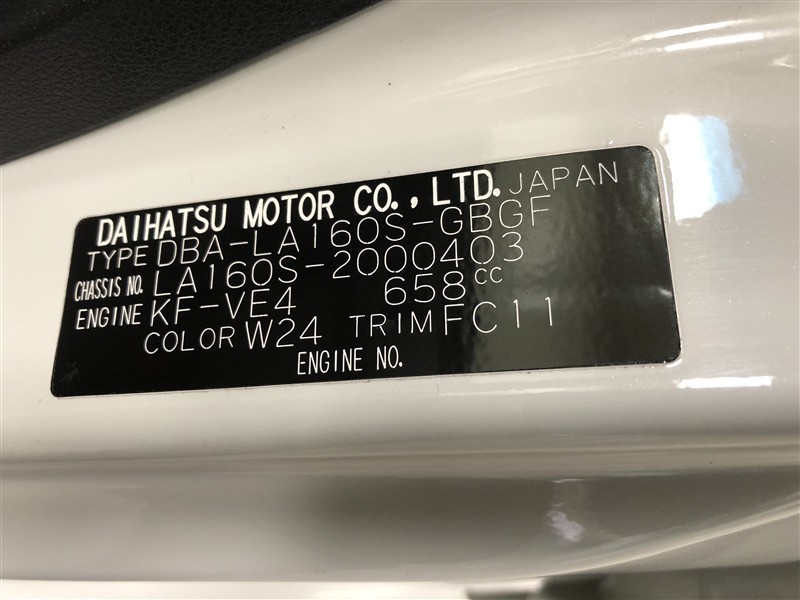 DAIHATSU MOTOR CO., LTD. JAPAN
TYPE DBA-LA160S-GBGF
CHASSIS NO. LA160S-2000403
ENGINE KF-VE4 658cc
COLOR W24 TRIM FC11
ENGINE NO.